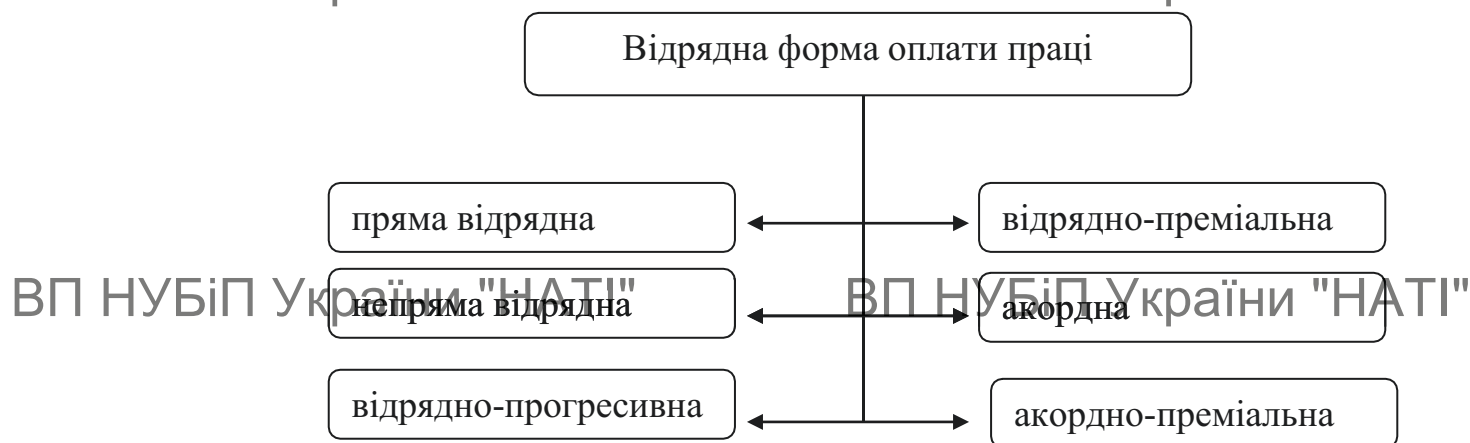 Відрядна форма оплати праці
пряма відрядна
відрядно-преміальна
ВП НУБіП України "НАТІ"
непряма відрядна
ВП НУБіП України "НАТІ"
акордна
відрядно-прогресивна
акордно-преміальна